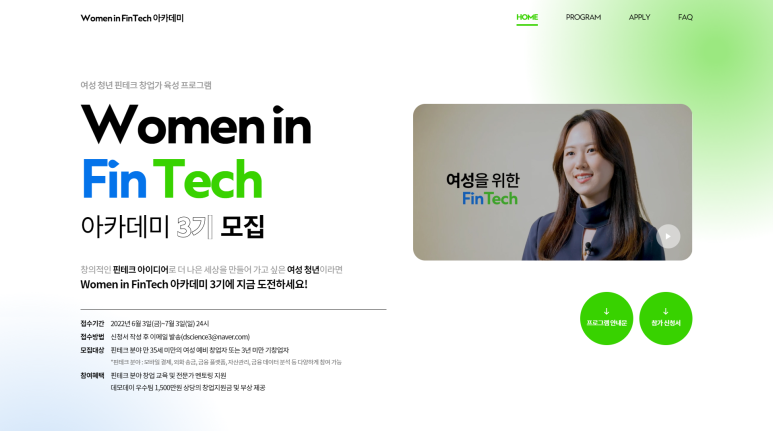 Women in FinTech 아카데미
HOME PROGRAM APPLY FAQ
여성 청년 핀테크 창업가 육성 프로그램
Women in
FinTech
아카데미 3기 모집
여성을 위한
FinTech
창의적인 핀테크 아이디어로 더 나은 세상을 만들어 가고 싶은 여성 청년이라면
Women in FinTech 아카데미 3기에 지금 도전하세요!
프로그램 안내문
참가 신청서
접수기간 2022년 6월 3일(금)~7월 3일(일) 24시
접수방법 신청서 작성 후 이메일 발송(dscience3@naver.com)
모집대상 핀테크 분야 만 35세 미만의 여성 예비 창업자 또는 3년 미만 기창업자
*핀테크 분야 : 모바일 결제, 외화 송금, 금융 플랫폼, 자산관리, 금융 데이터 분석 등 다양하게 참여 가능
참여혜택 핀테크 분야 창업 교육 및 전문가 멘토링 지원
데모데이 우수팀 1,500만원 상당의 창업지원금 및 부상 제공